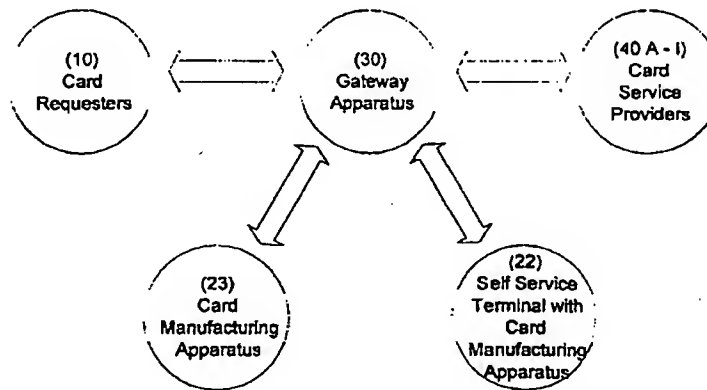 (10)
Card
Requesters
(30)
Gateway
Apparatus
(40 A - I)
Card
Service
Providers
(23)
Card
Manufacturing
Apparatus
(22)
Self Service
Terminal with
Card
Manufacturing
Apparatus